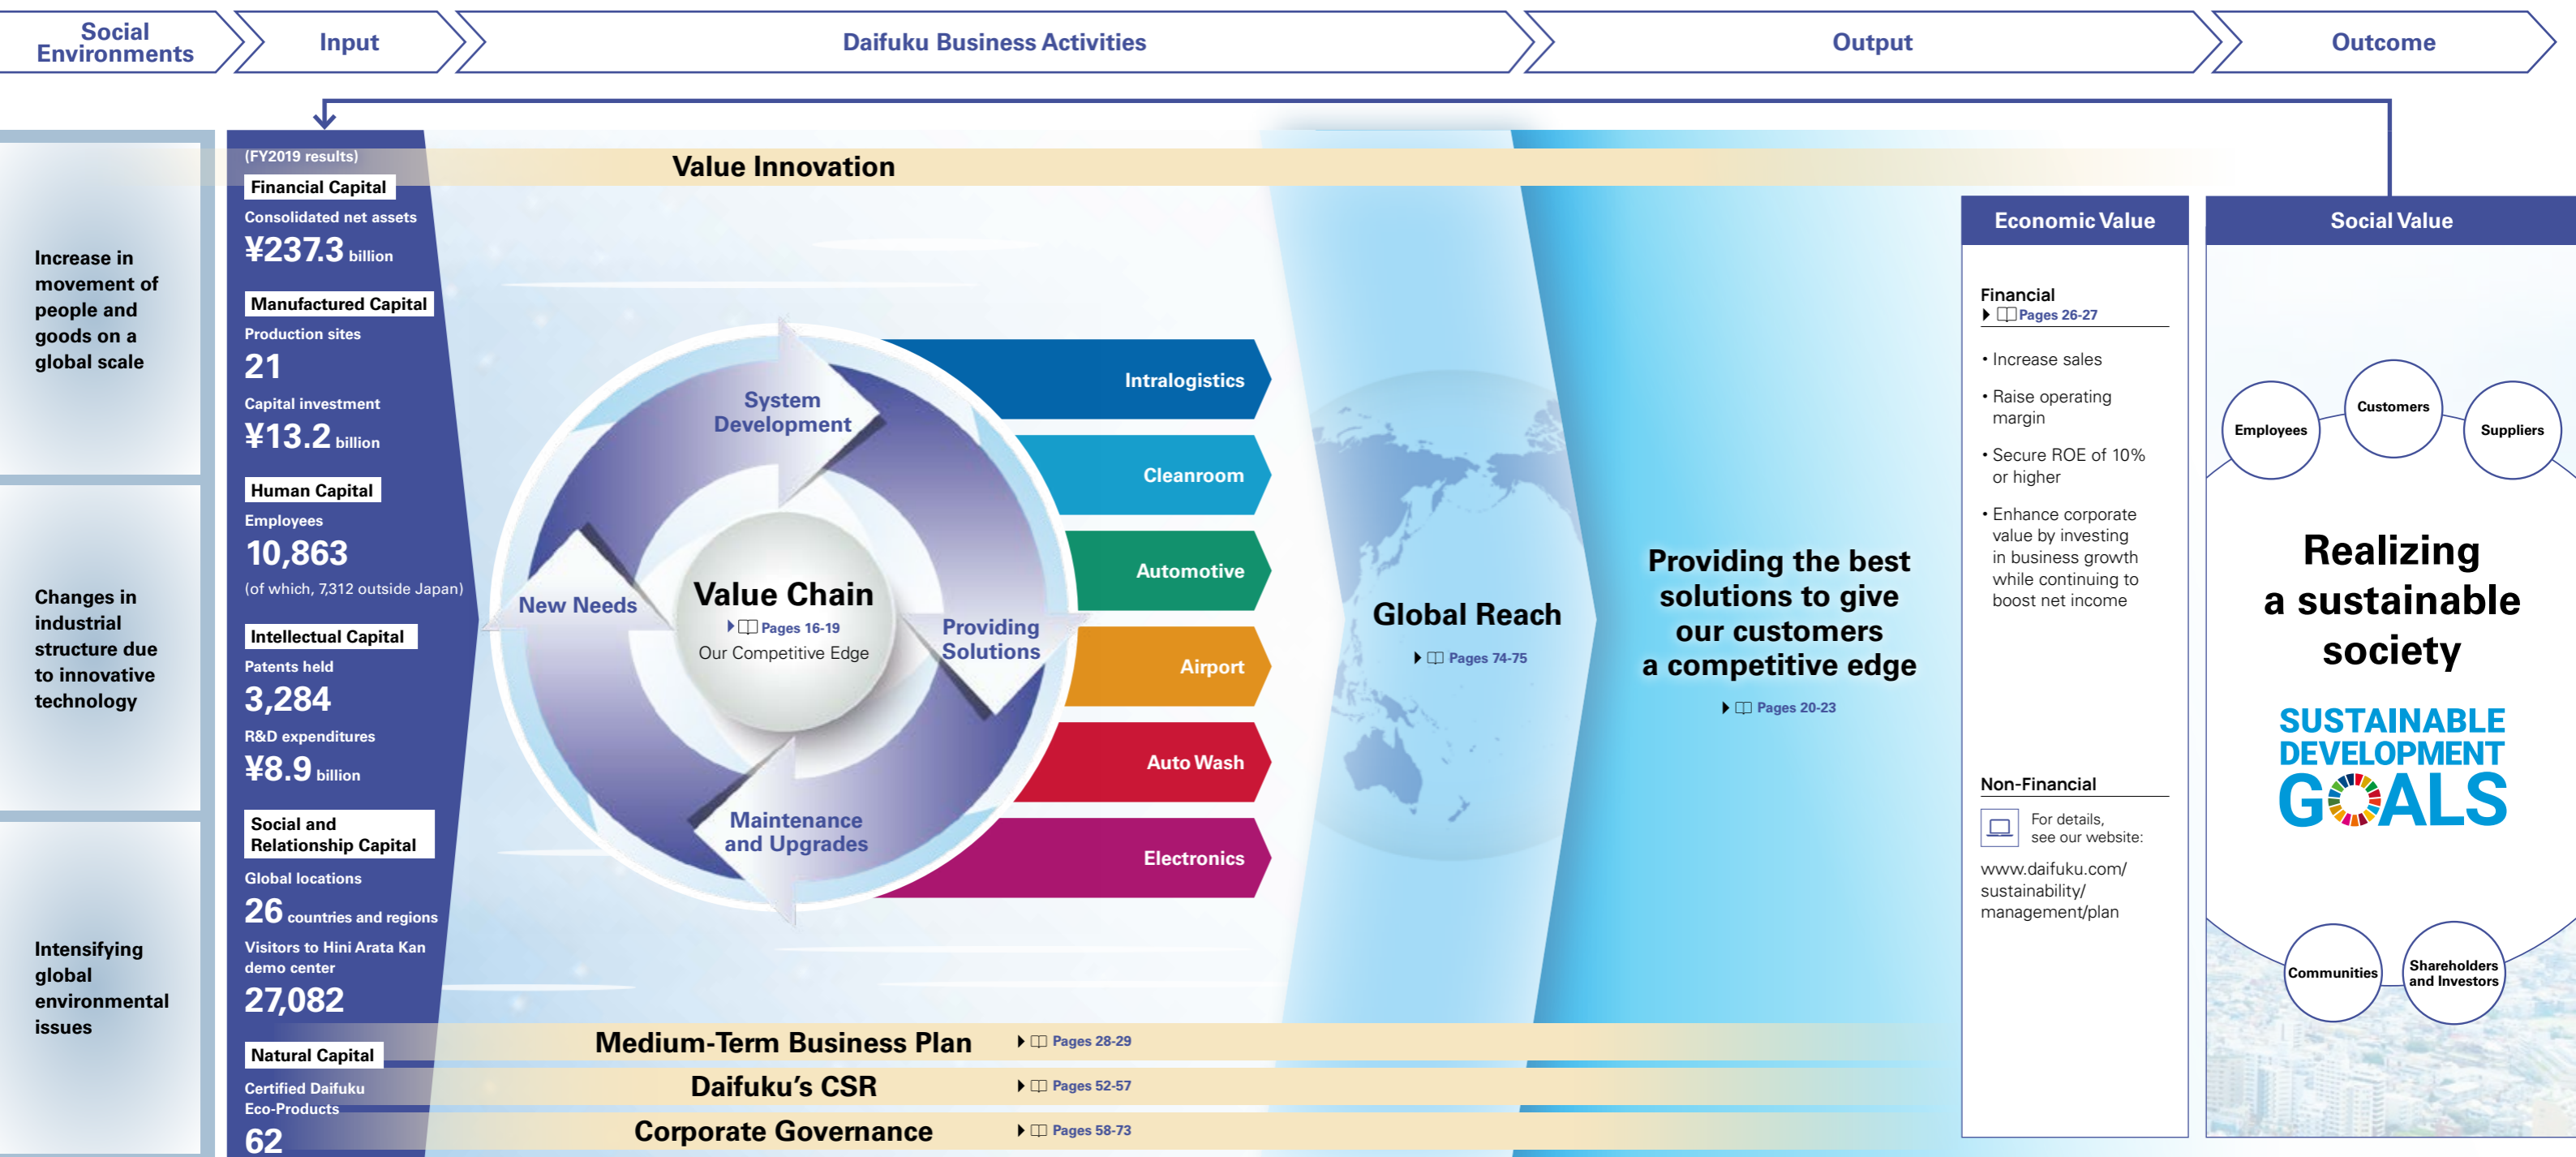 Social
Environments
Input
Daifuku Business Activities
Output
Outcome
Increase in
movement of
people and
goods on a
global scale
Changes in
industrial
structure due
to innovative
technology
Intensifying
global
environmental
issues
(FY2019 results)
Financial Capital
Consolidated net assets
¥237.3 billion
Manufactured Capital
Production sites
21
Capital investment
¥13.2 billion
Human Capital
Employees
10,863
(of which, 7,312 outside Japan)
Intellectual Capital
Patents held
3,284
R&D expenditures
¥8.9 billion
Social and
Relationship Capital
Global locations
26 countries and regions
Visitors to Hini Arata Kan
demo center
27,082
Natural Capital
Certified Daifuku
Eco-Products
62
Value Innovation
System
Development
New Needs
Value Chain
Pages 16-19
Our Competitive Edge
Providing
Solutions
Maintenance
and Upgrades
Intralogistics
Cleanroom
Automotive
Airport
Auto Wash
Electronics
Global Reach
Pages 74-75
Medium-Term Business Plan
Pages 28-29
Daifuku's CSR
Pages 52-57
Corporate Governance
Pages 58-73
Providing the best
solutions to give
our customers
a competitive edge
Pages 20-23
Economic Value
Financial
Pages 26-27
• Increase sales
• Raise operating
margin
• Secure ROE of 10%
or higher
• Enhance corporate
value by investing
in business growth
while continuing to
boost net income
Non-Financial
For details,
see our website:
www.daifuku.com/
sustainability/
management/plan
Social Value
Employees
Customers
Suppliers
Realizing
a sustainable
society
SUSTAINABLE
DEVELOPMENT
GOALS
Communities
Shareholders
and Investors